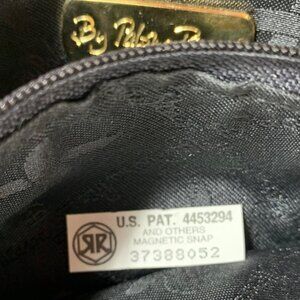 By
U.S. PAT. 4453294
AND OTHERS
MAGNETIC SNAP
37388052